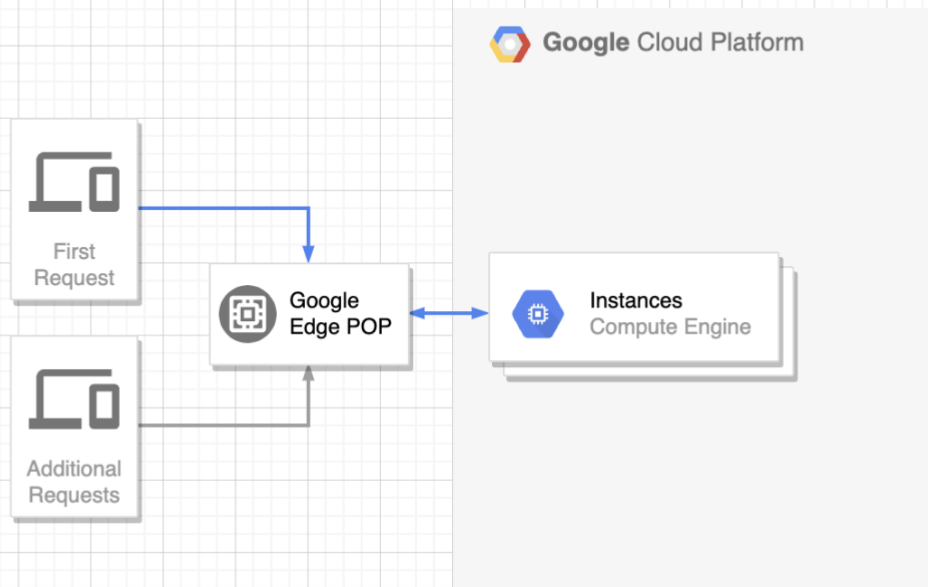 Google Cloud Platform
First
Request
Google
Edge POP
Instances
Compute Engine
Additional
Requests